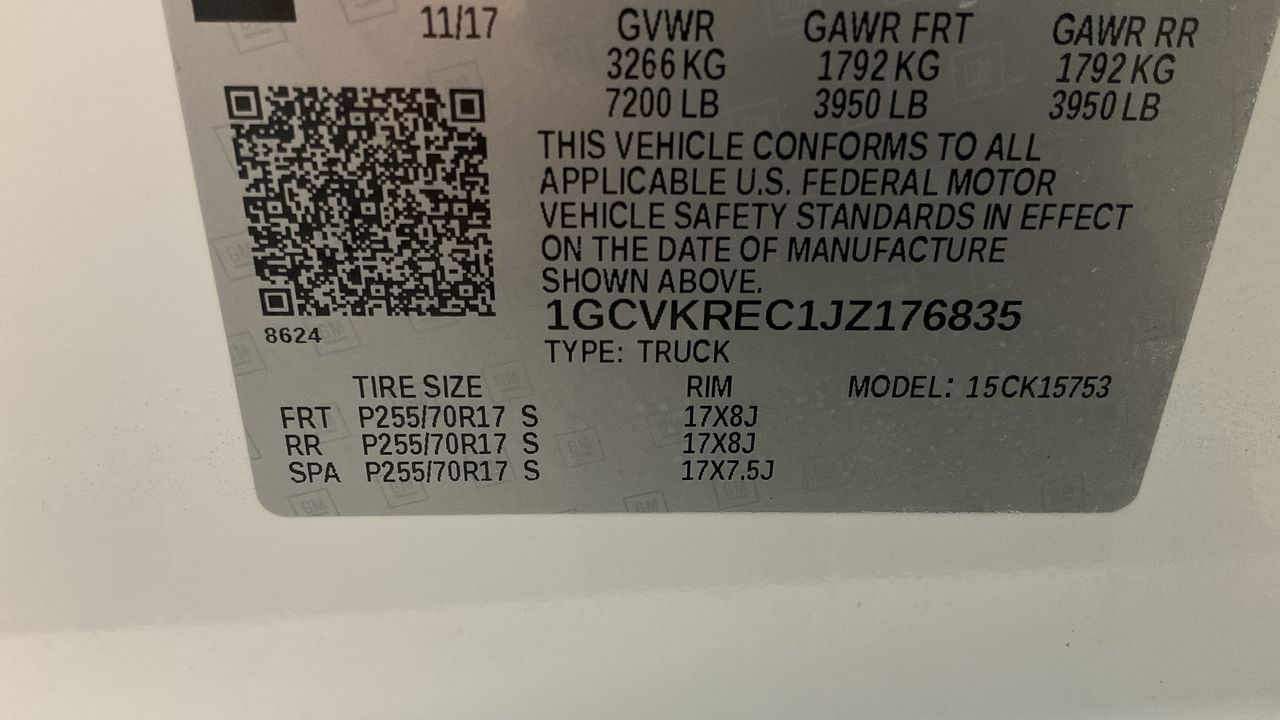 11/17 GVWR GAWR FRT GAWR RR
3266 KG 1792 KG 1792 KG
7200 LB 3950 LB 3950 LB
THIS VEHICLE CONFORMS TO ALL
APPLICABLE U.S. FEDERAL MOTOR
VEHICLE SAFETY STANDARDS IN EFFECT
ON THE DATE OF MANUFACTURE
SHOWN ABOVE.
1GCVKREC1JZ176835
8624
TYPE: TRUCK
TIRE SIZE RIM MODEL: 15CK15753
FRT P255/70R17 S 17X8J
RR P255/70R17 S 17X8J
SPA P255/70R17 S 17X7.5J